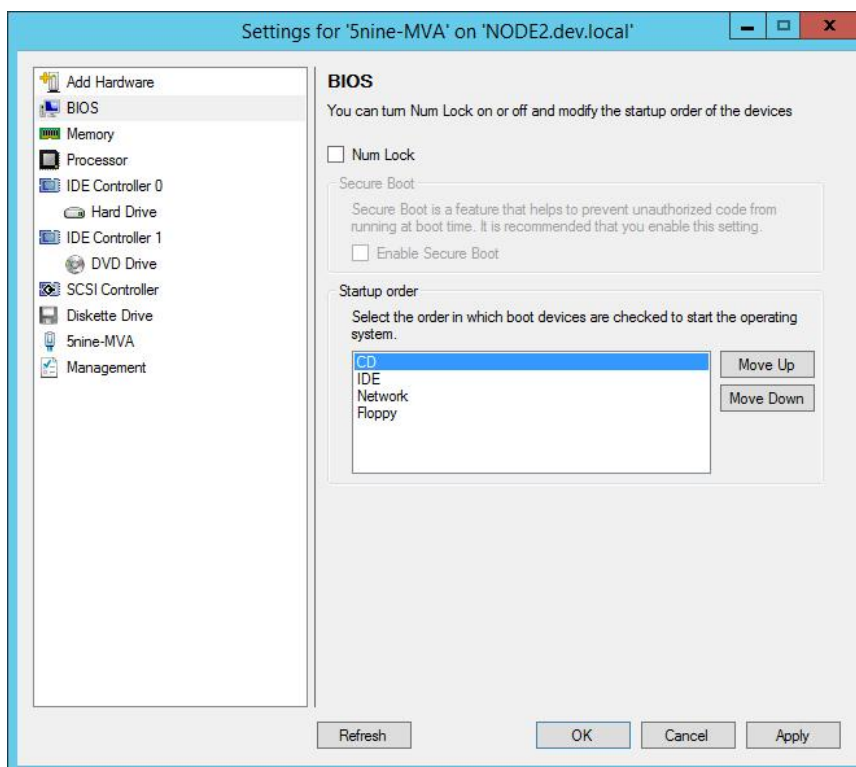 Settings for '5nine-MVA' on 'NODE2.dev.local'
Add Hardware
BIOS
Memory
Processor
IDE Controller 0
Hard Drive
IDE Controller 1
DVD Drive
SCSI Controller
Diskette Drive
5nine-MVA
Management
BIOS
You can turn Num Lock on or off and modify the startup order of the devices
Num Lock
Secure Boot
Secure Boot is a feature that helps to prevent unauthorized code from
running at boot time. It is recommended that you enable this setting.
Enable Secure Boot
Startup order
Select the order in which boot devices are checked to start the operating
system.
CD
IDE
Network
Floppy
Move Up
Move Down
Refresh
OK
Cancel
Apply